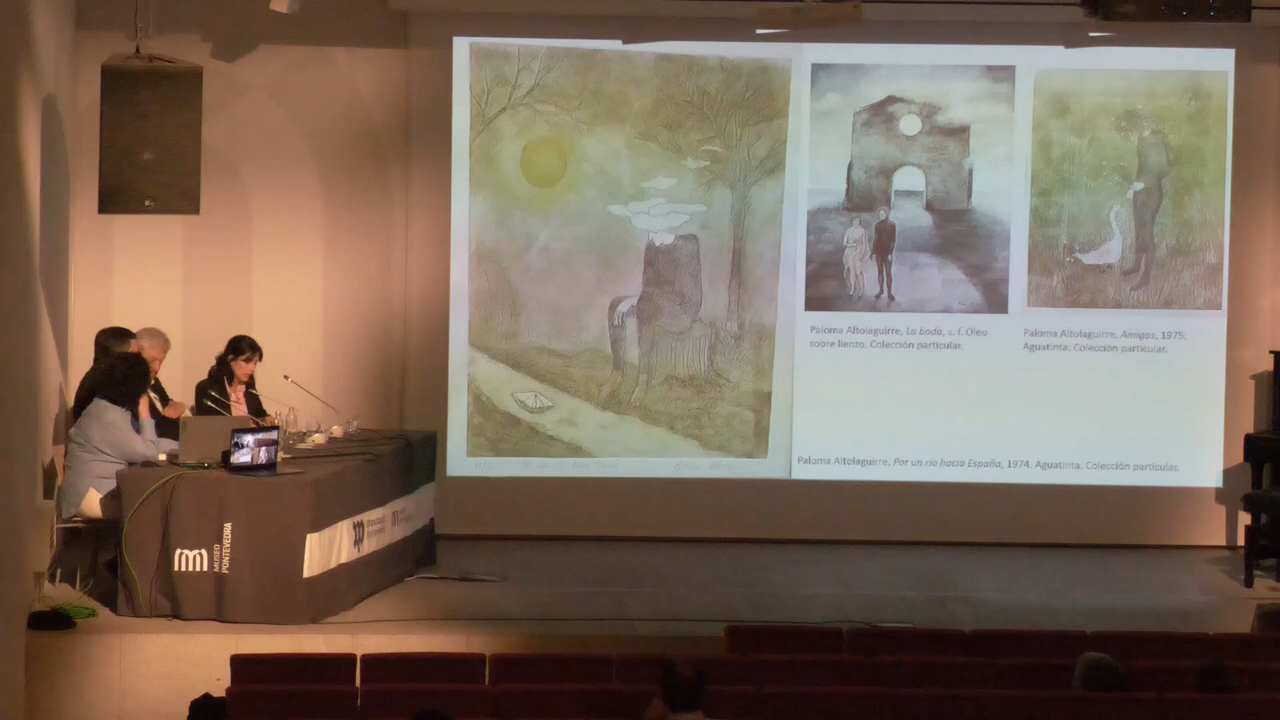 Paloma Altolaguirre, La boda, s. f. Óleo
sobre lienzo. Colección particular.
Paloma Altolaguirre, Amigos, 1975.
Aguatinta. Colección particular.
Paloma Altolaguirre, Por un río hacia España, 1974. Aguatinta. Colección particular.
MUSEO
PONTEVEDRA